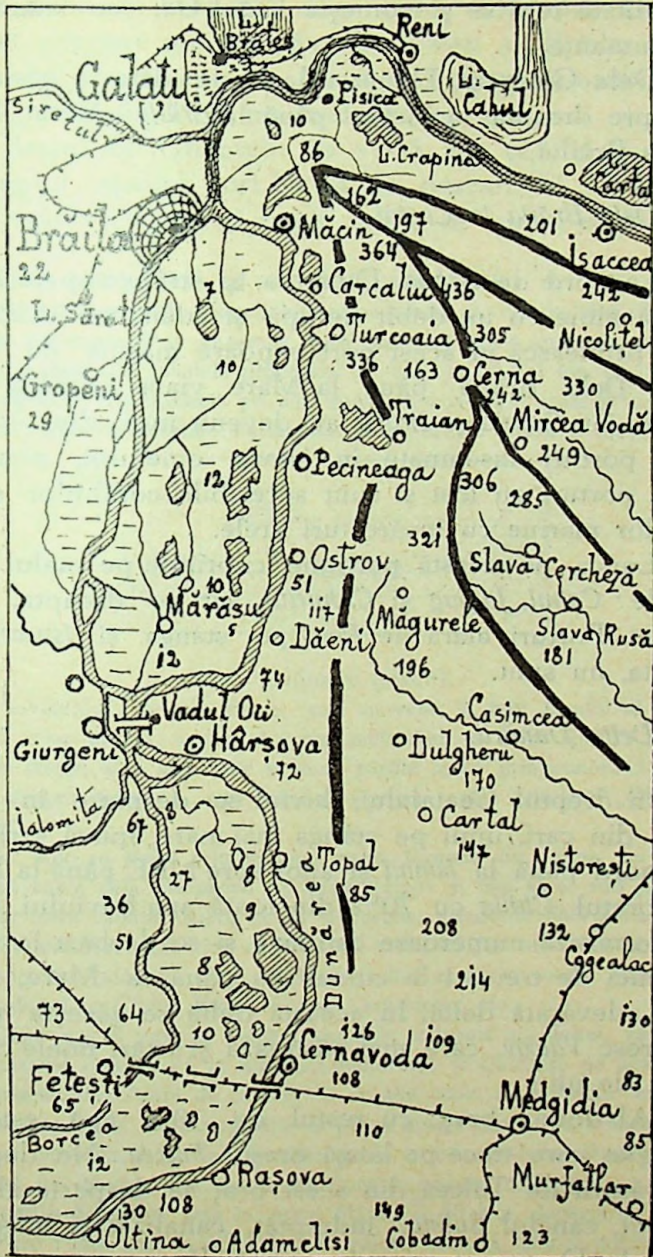 L. Brateș
Reni
Galați
Siretul
Pisica
10
L. Cahul
86
L. Crapina
L. Cartal
162
Măcin
197
201
Isaccea
Brăila
22
364
436
242
7
Carcaliu
L. Sărat
Turcoaia
305
Nicolițel
10
336
163
Cerna
330
Gropeni
29
242
Traian
Mircea Vodă
249
12
Pecineaga
306
285
321
Ostrov
51
Slava Cercheză
10
Mărașu
5
117
Măgurele
Slava Rusă
12
Dăeni
196
181
74
Vadul Oii
Casimcea
Giurgeni
Hârșova
72
Dulgheru
170
Ialomița
67
8
Cartal
147
27
8
Topal
Nistorești
36
9
85
Dunărea
51
208
132
Eggealac
8
214
130
73
64
10
126
109
Fetești
Cernavoda
83
65
108
Medgidia
Borcea
110
85
12
Rașova
Murfatlar
130
108
149
Oltina
Adamclisi
Cobadin
123